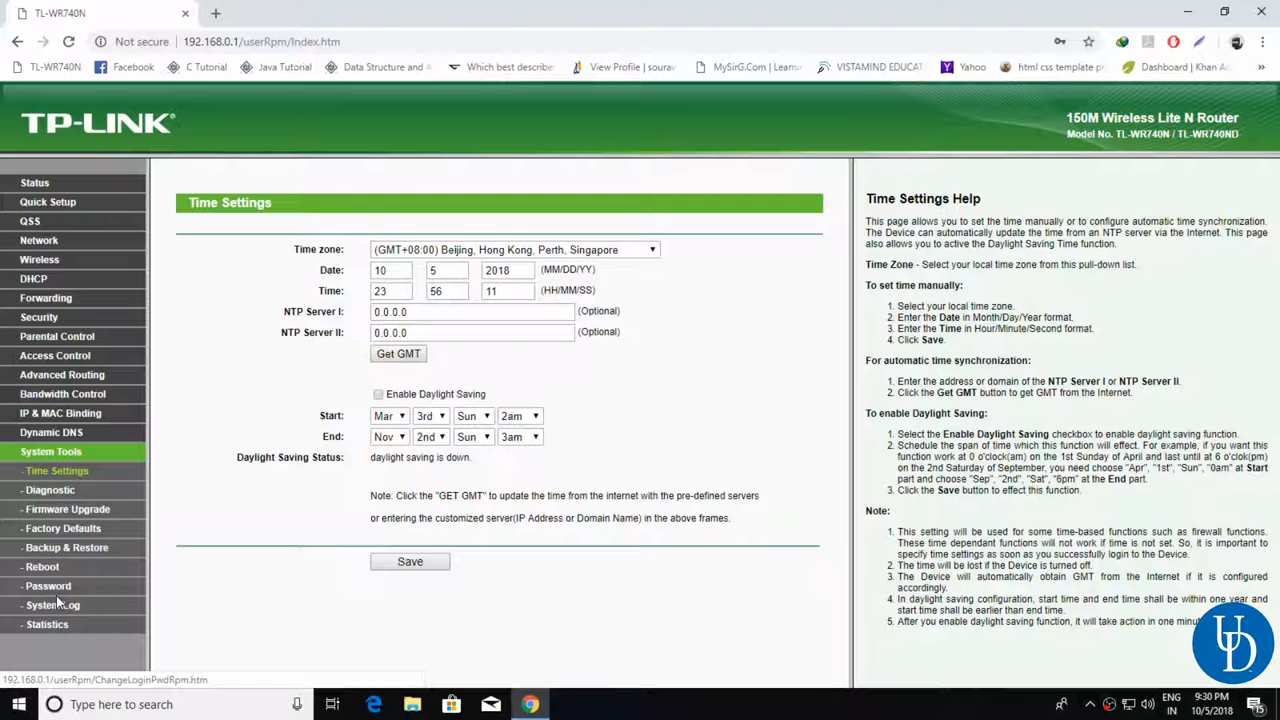 TL-WR740N
Not secure
192.168.0.1/userRpm/Index.htm
TL-WR740N
Facebook
C Tutorial
Java Tutorial
Data Structure and A
Which best describe
View Profile | sourav
MySirG.Com | Learn
VISTAMIND EDUCAT
Yahoo
html css template pr
Dashboard | Khan Ac
TP-LINK
150M Wireless Lite N Router
Model No. TL-WR740N / TL-WR740ND
Status
Quick Setup
QSS
Network
Wireless
DHCP
Forwarding
Security
Parental Control
Access Control
Advanced Routing
Bandwidth Control
IP & MAC Binding
Dynamic DNS
System Tools
- Time Settings
- Diagnostic
- Firmware Upgrade
- Factory Defaults
- Backup & Restore
- Reboot
- Password
- System Log
- Statistics
Time Settings
Time zone: (GMT+08:00) Beijing, Hong Kong, Perth, Singapore
Date: 10 5 2018 (MM/DD/YY)
Time: 23 56 11 (HH/MM/SS)
NTP Server I: 0.0.0.0 (Optional)
NTP Server II: 0.0.0.0 (Optional)
Get GMT
Enable Daylight Saving
Start: Mar 3rd Sun 2am
End: Nov 2nd Sun 3am
Daylight Saving Status: daylight saving is down.
Note: Click the "GET GMT" to update the time from the internet with the pre-defined servers
or entering the customized server(IP Address or Domain Name) in the above frames.
Save
Time Settings Help
This page allows you to set the time manually or to configure automatic time synchronization.
The Device can automatically update the time from an NTP server via the Internet. This page
also allows you to active the Daylight Saving Time function.
Time Zone - Select your local time zone from this pull-down list.
To set time manually:
1. Select your local time zone.
2. Enter the Date in Month/Day/Year format.
3. Enter the Time in Hour/Minute/Second format.
4. Click Save.
For automatic time synchronization:
1. Enter the address or domain of the NTP Server I or NTP Server II.
2. Click the Get GMT button to get GMT from the Internet.
To enable Daylight Saving:
1. Select the Enable Daylight Saving checkbox to enable daylight saving function.
2. Schedule the span of time which this function will effect. For example, if you want this
function work at 0 o'clock(am) on the 1st Sunday of April and last until at 6 o'clok(pm)
on the 2nd Saturday of September, you need choose "Apr", "1st", "Sun", "0am" at Start
part and choose "Sep", "2nd", "Sat", "6pm" at the End part.
3. Click the Save button to effect this function.
Note:
1. This setting will be used for some time-based functions such as firewall functions.
These time dependant functions will not work if time is not set. So, it is important to
specify time settings as soon as you successfully login to the Device.
2. The time will be lost if the Device is turned off.
3. The Device will automatically obtain GMT from the Internet if it is configured
accordingly.
4. In daylight saving configuration, start time and end time shall be within one year and
start time shall be earlier than end time.
5. After you enable daylight saving function, it will take action in one minut
UD
192.168.0.1/userRpm/ChangeLoginPwdRpm.htm
Type here to search
ENG
IN
9:30 PM
10/5/2018
15